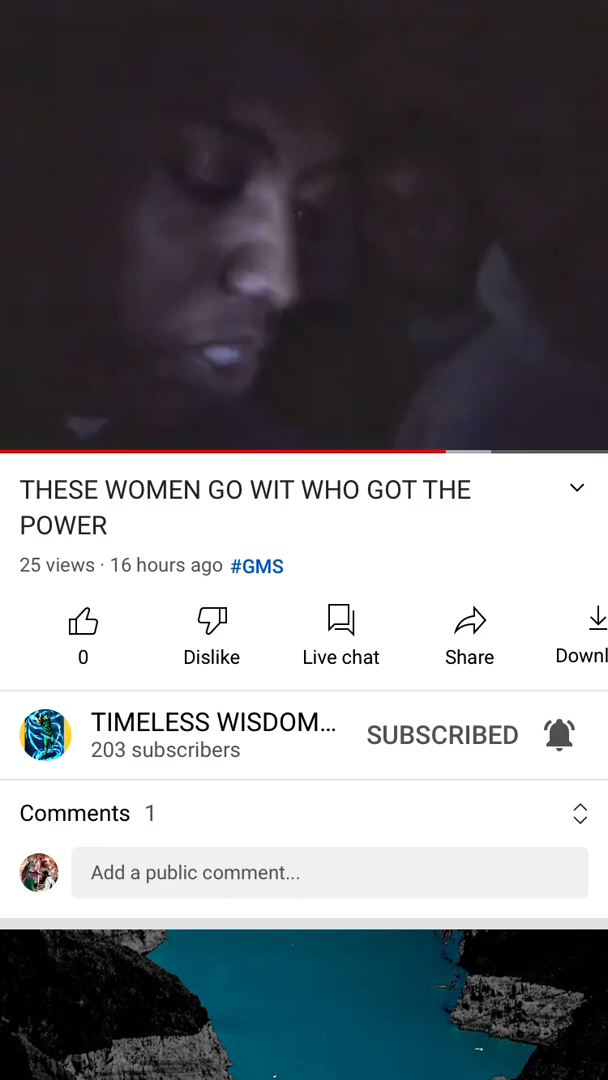 THESE WOMEN GO WIT WHO GOT THE
POWER
25 views · 16 hours ago #GMS
0
Dislike
Live chat
Share
Downl
TIMELESS WISDOM...
203 subscribers
SUBSCRIBED
Comments 1
Add a public comment...